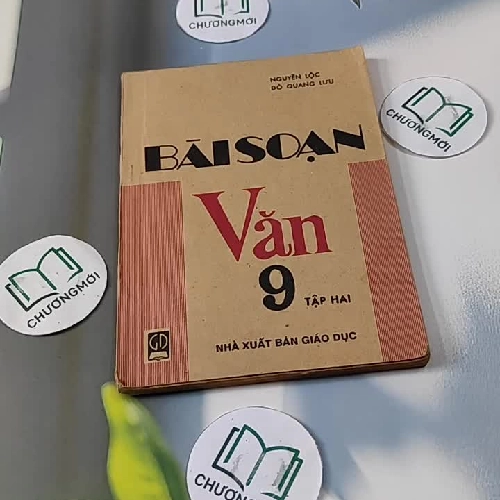 CHƯƠNGMỚI
NGUYỄN LỘC
ĐỖ QUANG LƯU
CHƯƠNGMỚI
BÀI SOẠN
Văn
9
TẬP HAI
CHƯƠNGMỚI
GD
NHÀ XUẤT BẢN GIÁO DỤC
CHƯƠNGMỚI